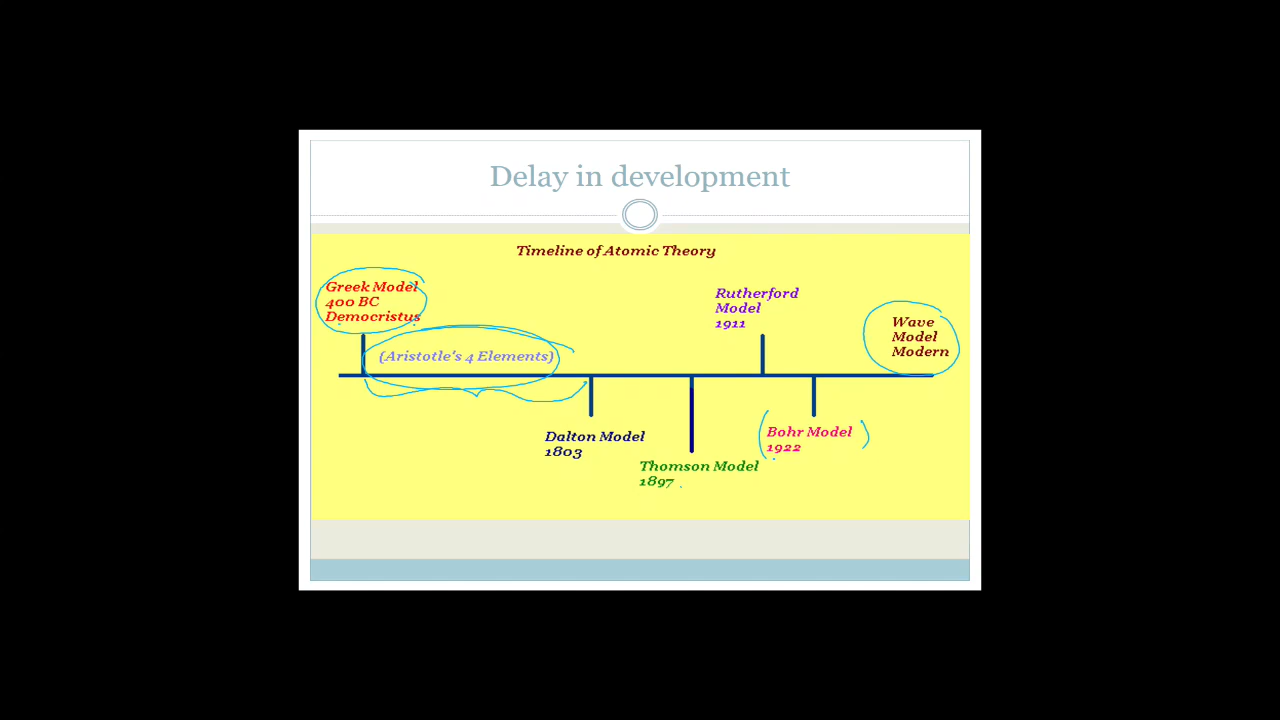 Delay in development
Timeline of Atomic Theory
Greek Model
400 BC
Democristus
(Aristotle's 4 Elements)
Dalton Model
1803
Thomson Model
1897
Rutherford
Model
1911
Bohr Model
1922
Wave
Model
Modern